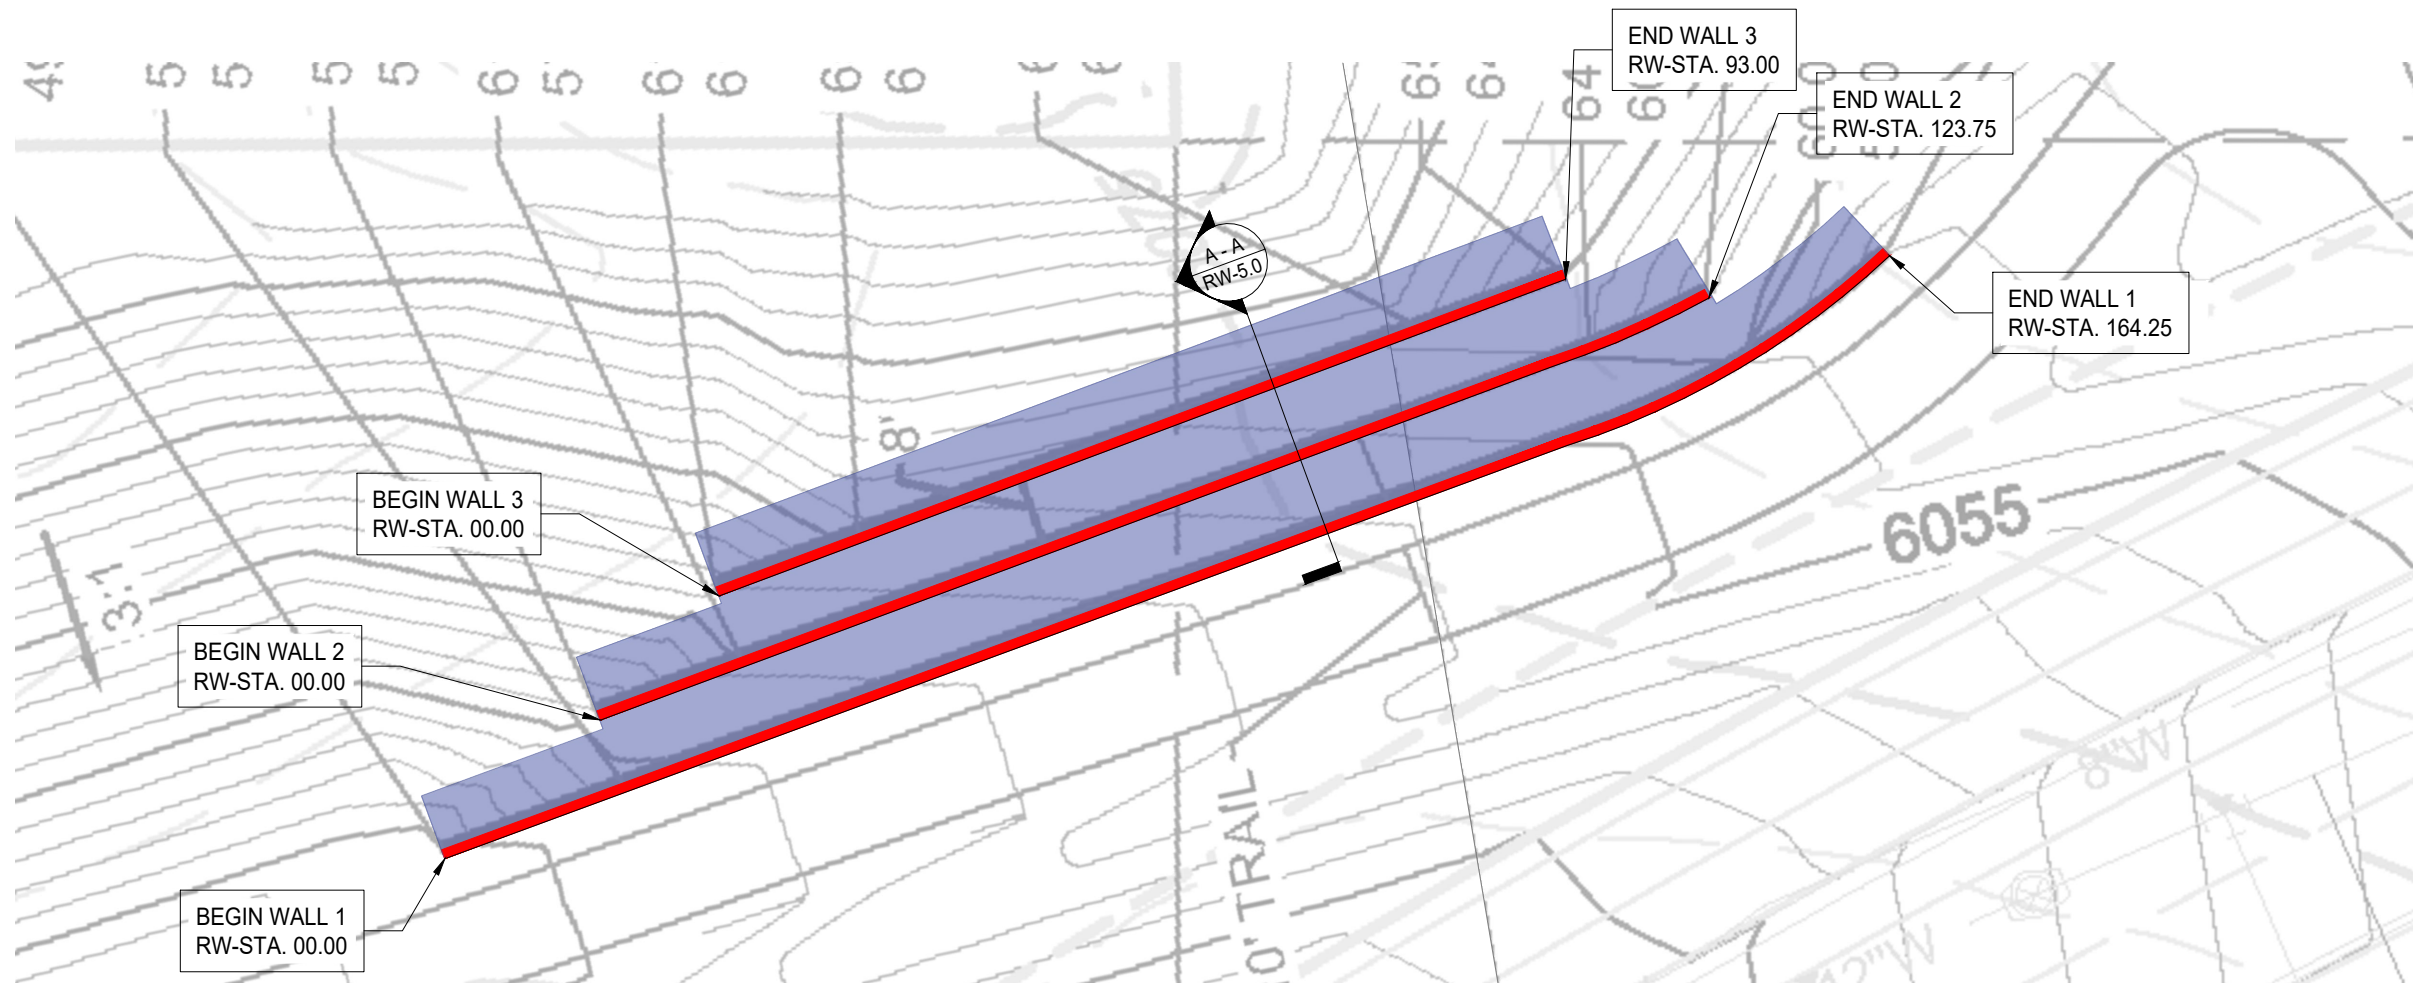 END WALL 3
RW-STA. 93.00
END WALL 2
RW-STA. 123.75
A - A
RW-5.0
END WALL 1
RW-STA. 164.25
8'
BEGIN WALL 3
RW-STA. 00.00
6055
3:1
BEGIN WALL 2
RW-STA. 00.00
BEGIN WALL 1
RW-STA. 00.00
0' TRAIL